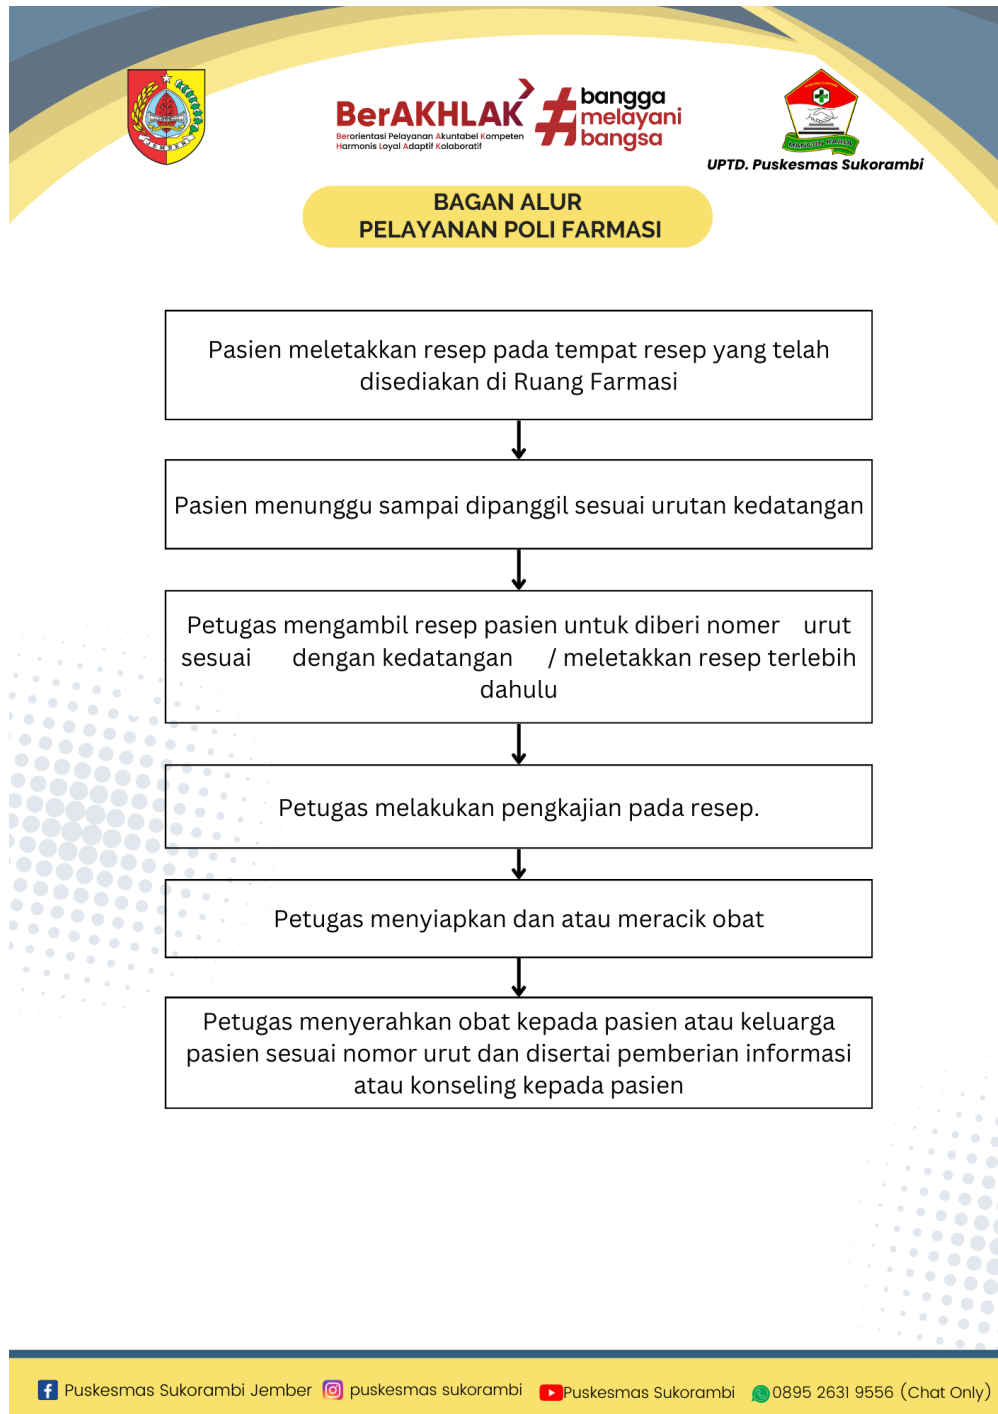 JEMBER
BerAKHLAK
Berorientasi Pelayanan Akuntabel Kompeten
Harmonis Loyal Adaptif Kolaboratif
#bangga
melayani
bangsa
UPTD. Puskesmas Sukorambi
BAGAN ALUR
PELAYANAN POLI FARMASI
Pasien meletakkan resep pada tempat resep yang telah
disediakan di Ruang Farmasi
Pasien menunggu sampai dipanggil sesuai urutan kedatangan
Petugas mengambil resep pasien untuk diberi nomer urut
sesuai dengan kedatangan / meletakkan resep terlebih
dahulu
Petugas melakukan pengkajian pada resep.
Petugas menyiapkan dan atau meracik obat
Petugas menyerahkan obat kepada pasien atau keluarga
pasien sesuai nomor urut dan disertai pemberian informasi
atau konseling kepada pasien
Puskesmas Sukorambi Jember puskesmas sukorambi Puskesmas Sukorambi 0895 2631 9556 (Chat Only)